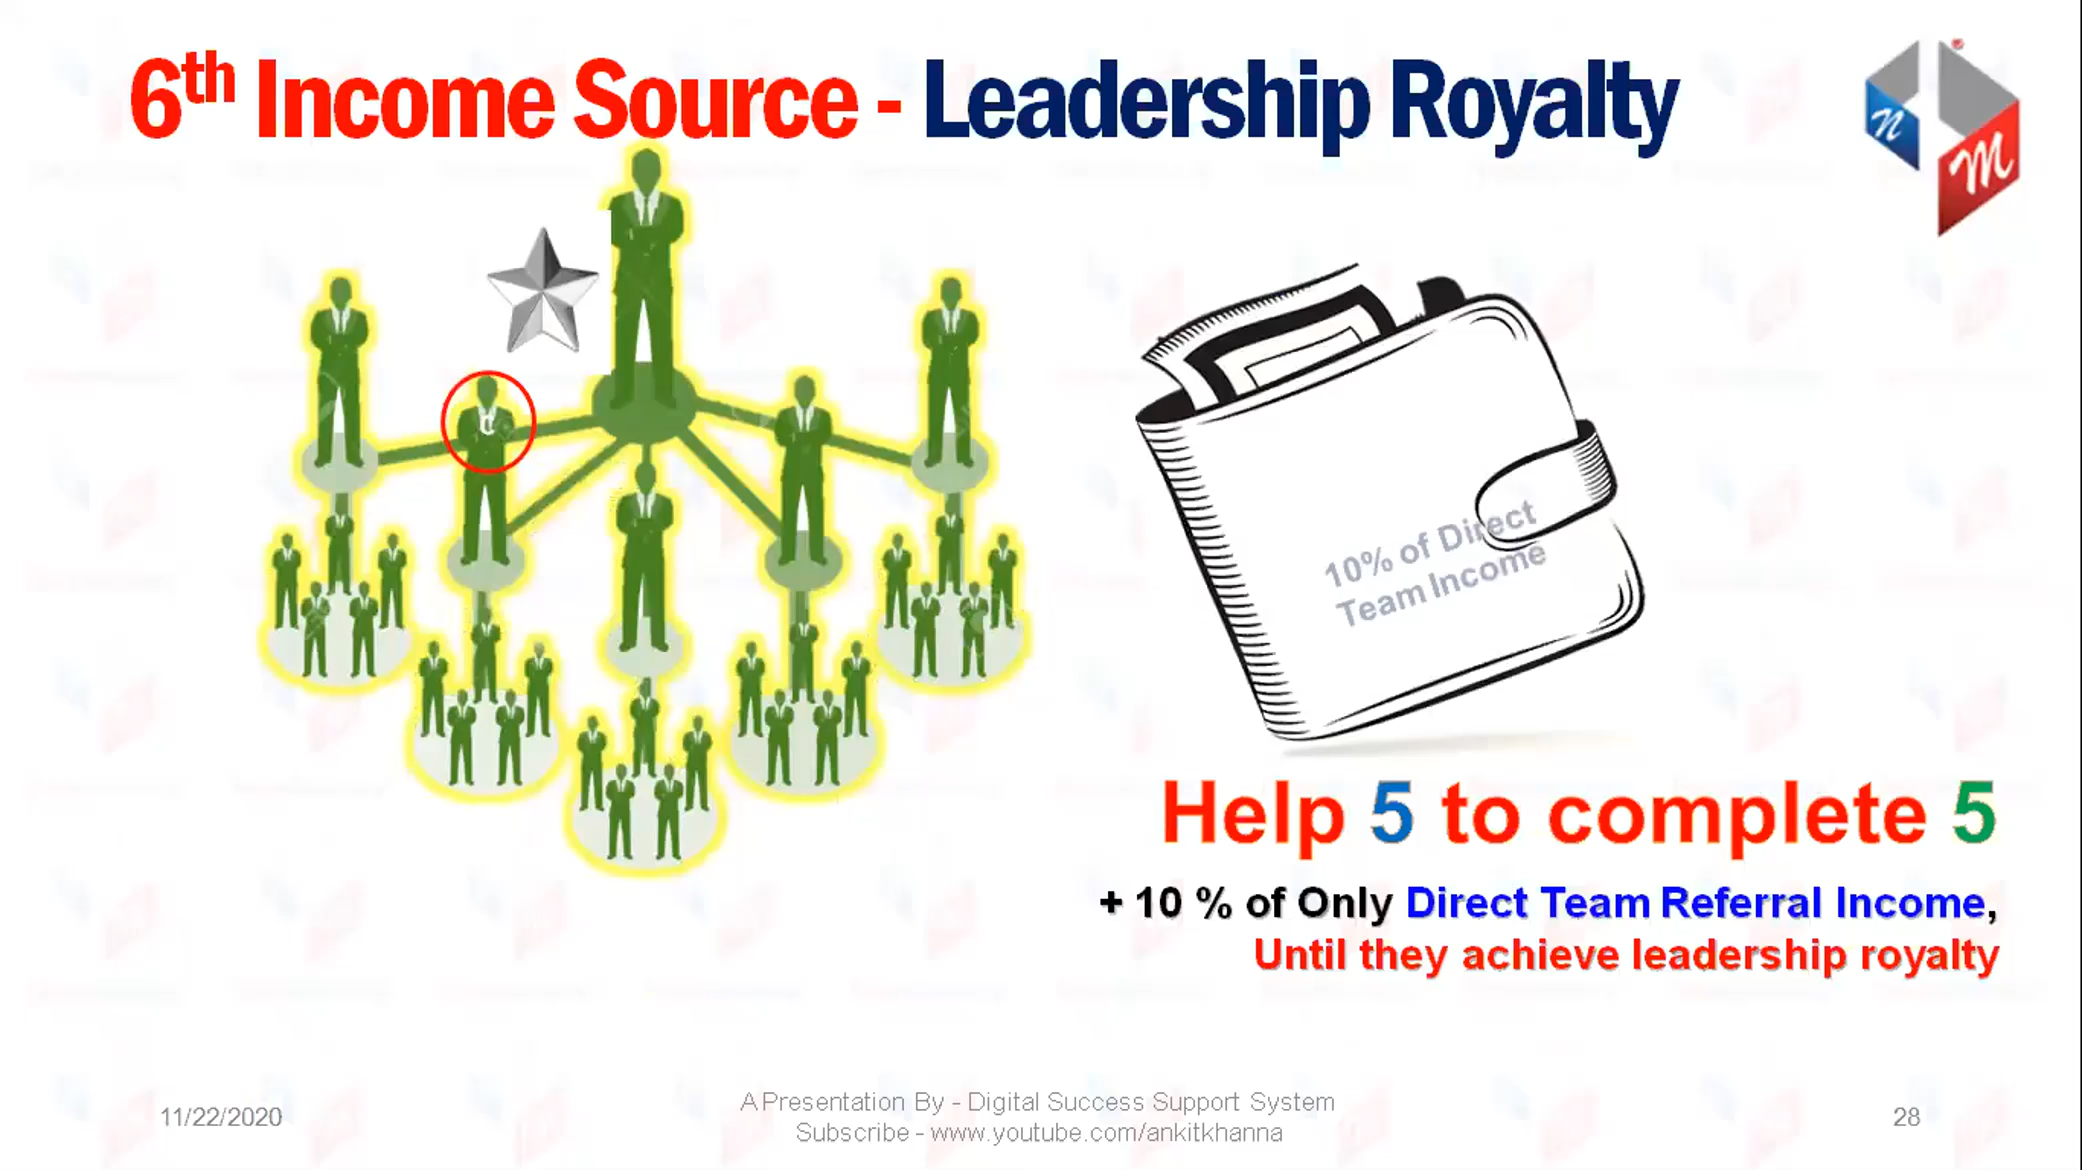 6th Income Source - Leadership Royalty
n
M
10% of Direct
Team Income
Help 5 to complete 5
+ 10 % of Only Direct Team Referral Income,
Until they achieve leadership royalty
11/22/2020
A Presentation By - Digital Success Support System
Subscribe - www.youtube.com/ankitkhanna
28